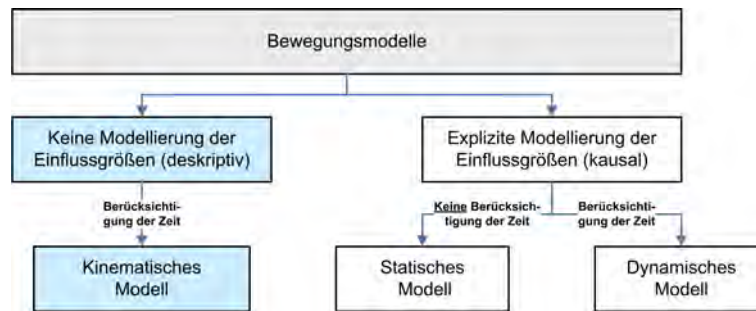 Bewegungsmodelle
Keine Modellierung der
Einflussgrößen (deskriptiv)
Explizite Modellierung der
Einflussgrößen (kausal)
Berücksichti-
gung der Zeit
Keine Berücksich-
tigung der Zeit
Berücksichti-
gung der Zeit
Kinematisches
Modell
Statisches
Modell
Dynamisches
Modell